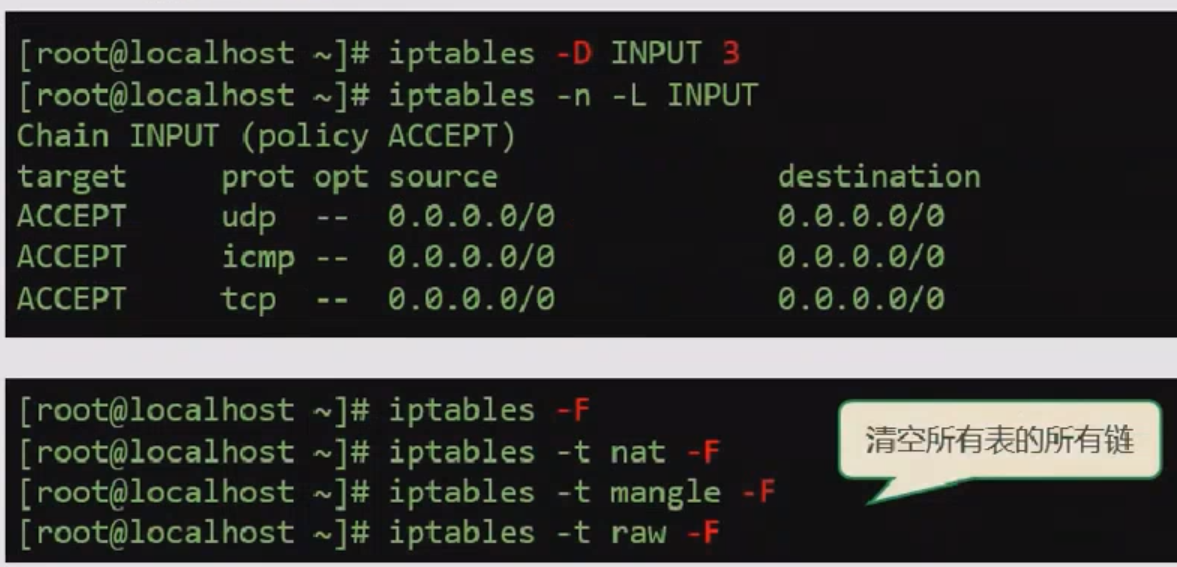 [root@localhost ~]# iptables -D INPUT 3
[root@localhost ~]# iptables -n -L INPUT
Chain INPUT (policy ACCEPT)
target prot opt source destination
ACCEPT udp -- 0.0.0.0/0 0.0.0.0/0
ACCEPT icmp -- 0.0.0.0/0 0.0.0.0/0
ACCEPT tcp -- 0.0.0.0/0 0.0.0.0/0
[root@localhost ~]# iptables -F
[root@localhost ~]# iptables -t nat -F
[root@localhost ~]# iptables -t mangle -F
[root@localhost ~]# iptables -t raw -F
清空所有表的所有链